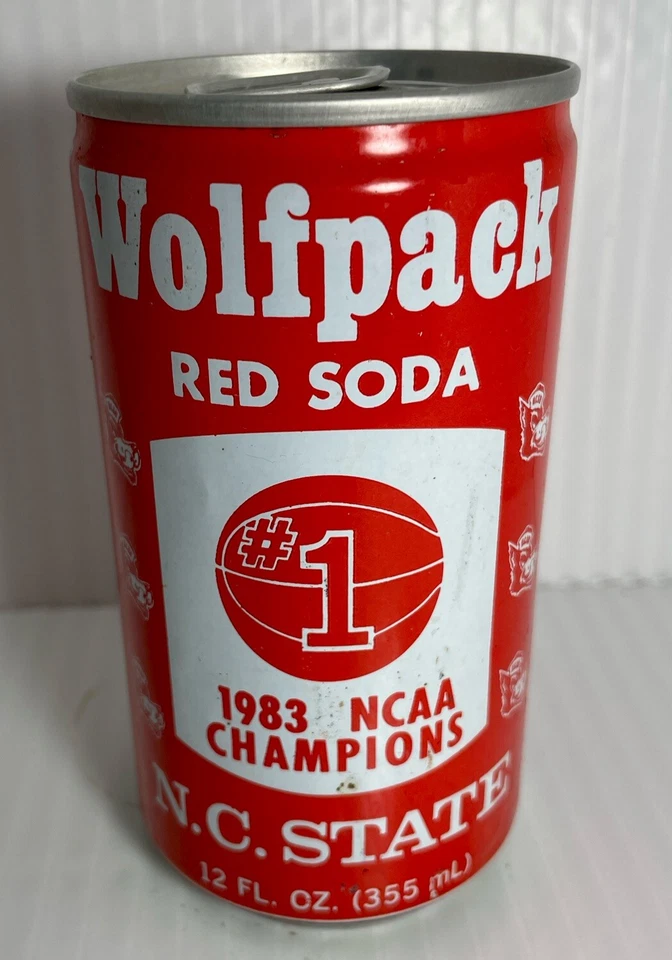 Wolfpack
RED SODA
#1
1983 NCAA
CHAMPIONS
N.C. STATE
12 FL. OZ. (355 mL)